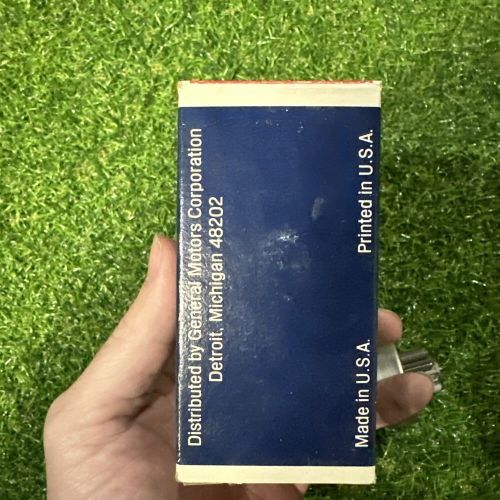 Distributed by General Motors Corporation
Detroit, Michigan 48202
Made in U.S.A.
Printed in U.S.A.